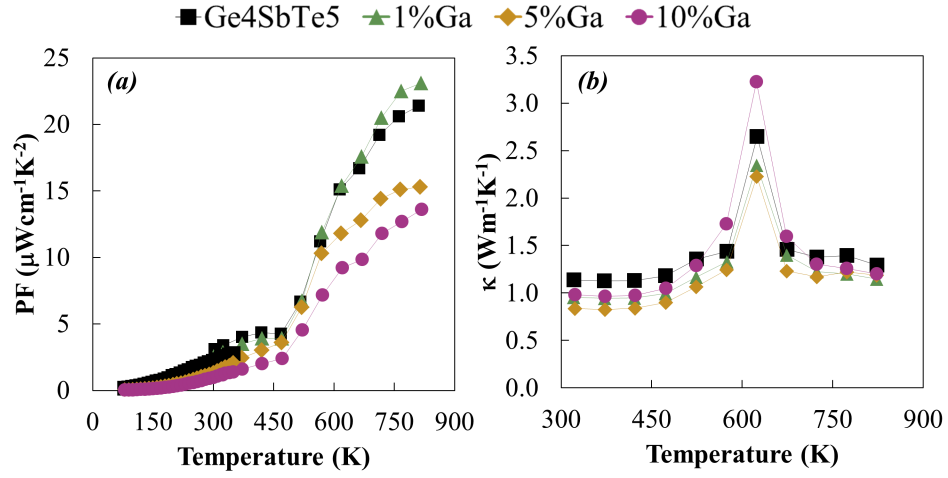 Ge4SbTe5 1%Ga 5%Ga 10%Ga
(a)
PF (μWcm⁻¹K⁻²)
25
20
15
10
5
0
0 150 300 450 600 750 900
Temperature (K)
(b)
κ (Wm⁻¹K⁻¹)
3.5
3.0
2.5
2.0
1.5
1.0
0.5
0.0
300 450 600 750 900
Temperature (K)